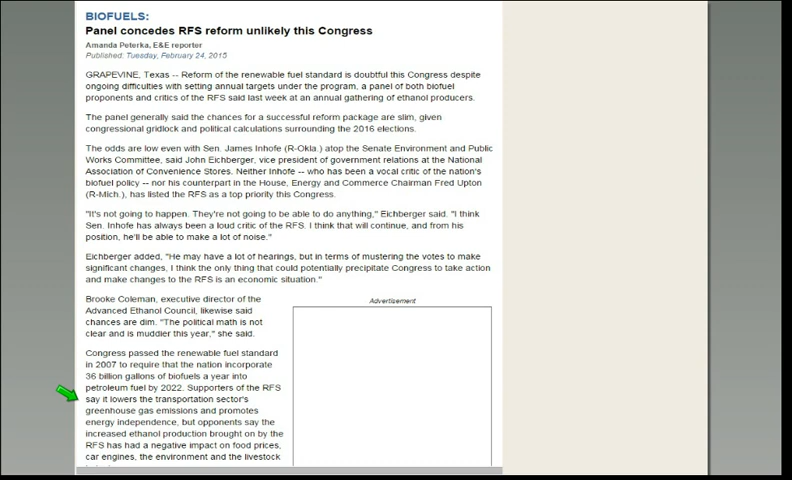 BIOFUELS:
Panel concedes RFS reform unlikely this Congress
Amanda Peterka, E&E reporter
Published: Tuesday, February 24, 2015
GRAPEVINE, Texas -- Reform of the renewable fuel standard is doubtful this Congress despite
ongoing difficulties with setting annual targets under the program, a panel of both biofuel
proponents and critics of the RFS said last week at an annual gathering of ethanol producers.
The panel generally said the chances for a successful reform package are slim, given
congressional gridlock and political calculations surrounding the 2016 elections.
The odds are low even with Sen. James Inhofe (R-Okla.) atop the Senate Environment and Public
Works Committee, said John Eichberger, vice president of government relations at the National
Association of Convenience Stores. Neither Inhofe -- who has been a vocal critic of the nation's
biofuel policy -- nor his counterpart in the House, Energy and Commerce Chairman Fred Upton
(R-Mich.), has listed the RFS as a top priority this Congress.
"It's not going to happen. They're not going to be able to do anything," Eichberger said. "I think
Sen. Inhofe has always been a loud critic of the RFS. I think that will continue, and from his
position, he'll be able to make a lot of noise."
Eichberger added, "He may have a lot of hearings, but in terms of mustering the votes to make
significant changes, I think the only thing that could potentially precipitate Congress to take action
and make changes to the RFS is an economic situation."
Brooke Coleman, executive director of the
Advanced Ethanol Council, likewise said
chances are dim. "The political math is not
clear and is muddier this year," she said.
Advertisement
Congress passed the renewable fuel standard
in 2007 to require that the nation incorporate
36 billion gallons of biofuels a year into
petroleum fuel by 2022. Supporters of the RFS
say it lowers the transportation sector's
greenhouse gas emissions and promotes
energy independence, but opponents say the
increased ethanol production brought on by the
RFS has had a negative impact on food prices,
car engines, the environment and the livestock